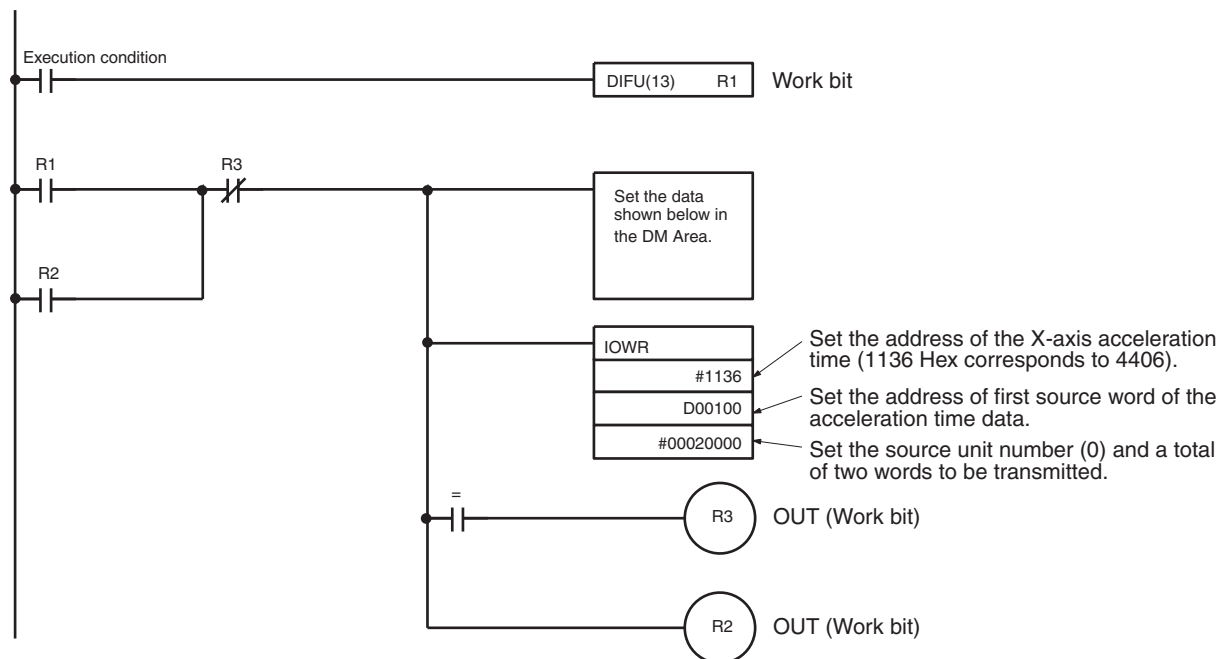 Execution condition
DIFU(13) R1 Work bit
R1
R3
Set the data
shown below in
the DM Area.
R2
IOWR
#1136
D00100
#00020000
Set the address of the X-axis acceleration
time (1136 Hex corresponds to 4406).
Set the address of first source word of the
acceleration time data.
Set the source unit number (0) and a total
of two words to be transmitted.
=
R3 OUT (Work bit)
R2 OUT (Work bit)